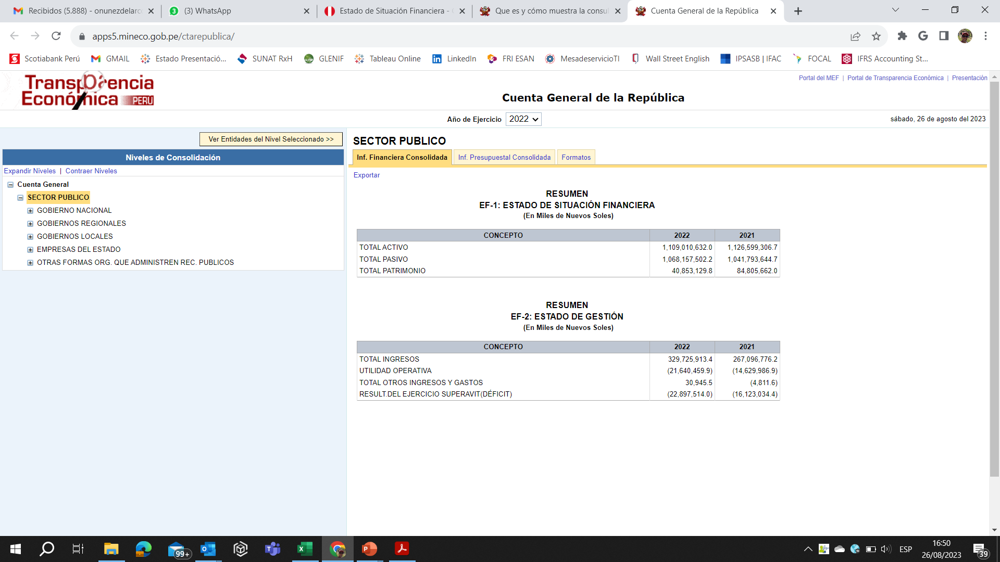 Recibidos (5.888) - onunezdelarc
(3) WhatsApp
Estado de Situación Financiera -
Que es y cómo muestra la consul
Cuenta General de la República
apps5.mineco.gob.pe/ctarepublica/
Scotiabank Perú
GMAIL
Estado Presentació...
SUNAT RxH
GLENIF
Tableau Online
LinkedIn
FRI ESAN
MesadeservicioTI
Wall Street English
IPSASB | IFAC
FOCAL
IFRS Accounting St...
Transparencia
Económica PERU
Portal del MEF | Portal de Transparencia Económica | Presentación
Cuenta General de la República
Año de Ejercicio 2022
sábado, 26 de agosto del 2023
Ver Entidades del Nivel Seleccionado >>
Niveles de Consolidación
Expandir Niveles | Contraer Niveles
Cuenta General
SECTOR PUBLICO
GOBIERNO NACIONAL
GOBIERNOS REGIONALES
GOBIERNOS LOCALES
EMPRESAS DEL ESTADO
OTRAS FORMAS ORG. QUE ADMINISTREN REC. PUBLICOS
SECTOR PUBLICO
Inf. Financiera Consolidada
Inf. Presupuestal Consolidada
Formatos
Exportar
RESUMEN
EF-1: ESTADO DE SITUACIÓN FINANCIERA
(En Miles de Nuevos Soles)
CONCEPTO 2022 2021
TOTAL ACTIVO 1,109,010,632.0 1,126,599,306.7
TOTAL PASIVO 1,068,157,502.2 1,041,793,644.7
TOTAL PATRIMONIO 40,853,129.8 84,805,662.0
RESUMEN
EF-2: ESTADO DE GESTIÓN
(En Miles de Nuevos Soles)
CONCEPTO 2022 2021
TOTAL INGRESOS 329,725,913.4 267,096,776.2
UTILIDAD OPERATIVA (21,640,459.9) (14,629,986.9)
TOTAL OTROS INGRESOS Y GASTOS 30,945.5 (4,811.6)
RESULT.DEL EJERCICIO SUPERAVIT(DÉFICIT) (22,897,514.0) (16,123,034.4)
99+
ESP
16:50
26/08/2023
39